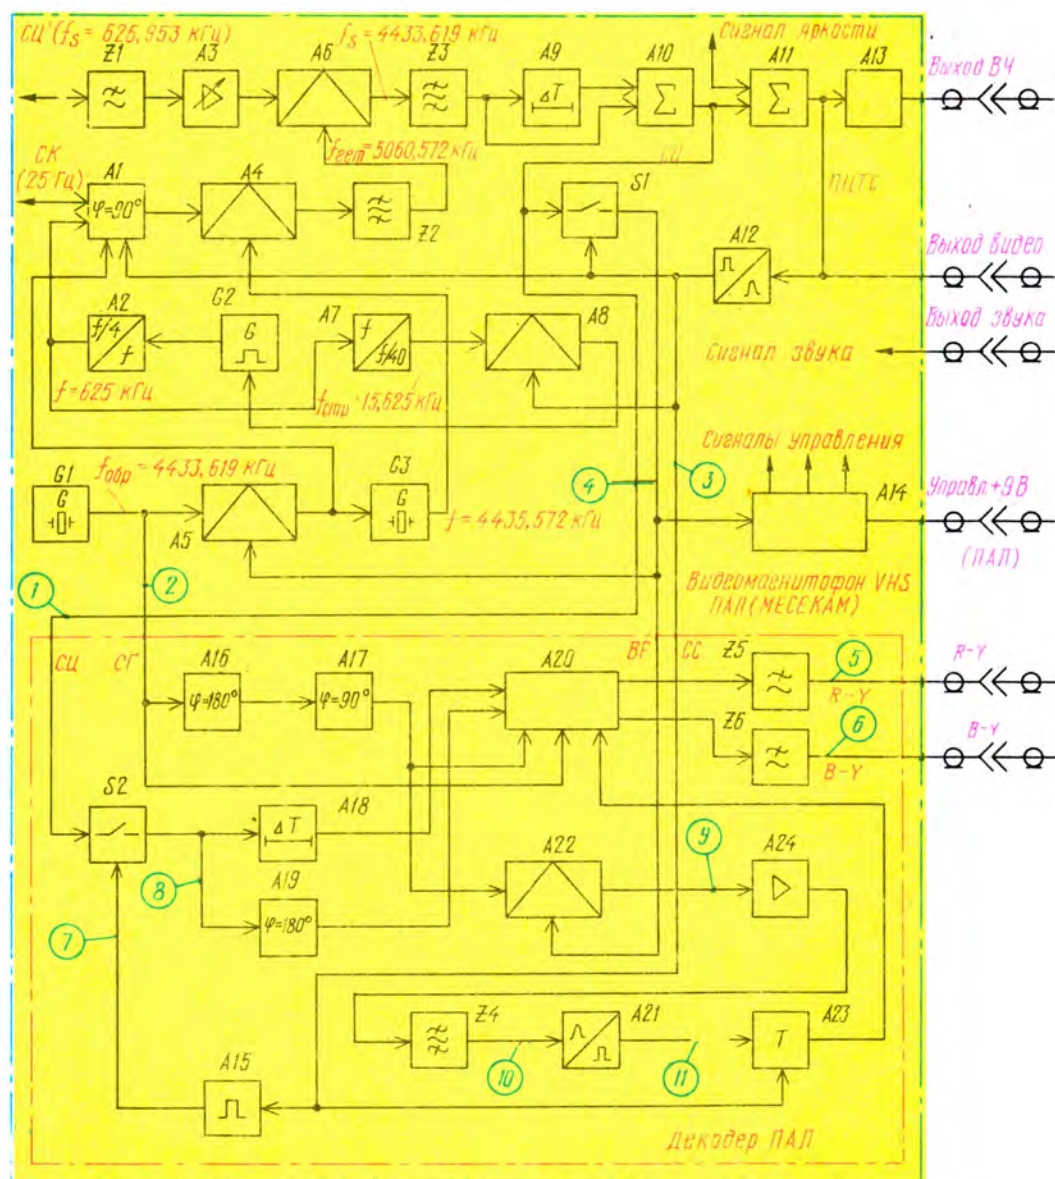 СЦ' (fs = 626,953 кГц)
fs = 4433,619 кГц
Сигнал яркости
Z1
A3
A6
Z3
A9
A10
A11
A13
Выход ВЧ
ΔT
Σ
Σ
fгет = 5060,572 кГц
СЦ
ПЦТС
СК
(25 Гц)
A1
φ=90°
A4
Z2
S1
A12
Выход видео
A2
f/4
f
G2
G
A7
f
f/40
A8
Выход звука
Сигнал звука
f = 625 кГц
fстр = 15,625 кГц
Сигналы управления
G1
G
fобр = 4433,619 кГц
A5
G3
G
f = 4435,572 кГц
4
3
A14
Управл.+9В
(ПАЛ)
1
2
Видеомагнитофон VHS
ПАЛ (МЕСЕКАМ)
СЦ
СГ
A16
φ=180°
A17
φ=90°
A20
BF
СС
Z5
5
R-Y
R-Y
Z6
6
B-Y
B-Y
S2
A18
ΔT
8
A19
φ=180°
A22
9
A24
7
Z4
10
A21
11
A23
T
A15
Декодер ПАЛ